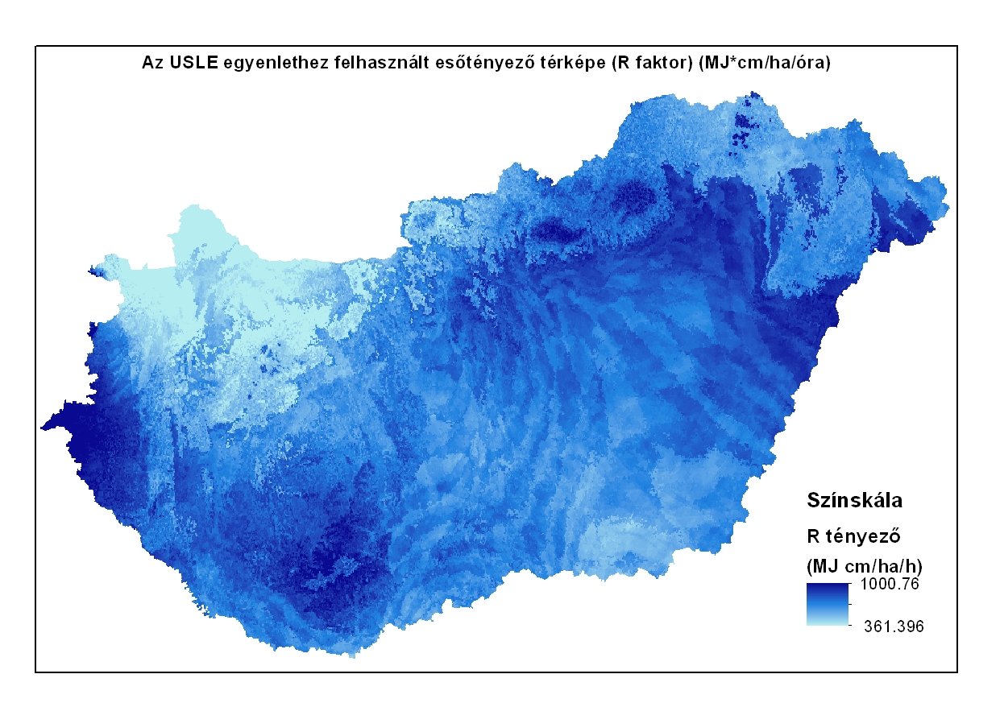 Az USLE egyenlethez felhasznált esőtényező térképe (R faktor) (MJ*cm/ha/óra)
Színskála
R tényező
(MJ cm/ha/h)
1000.76
361.396